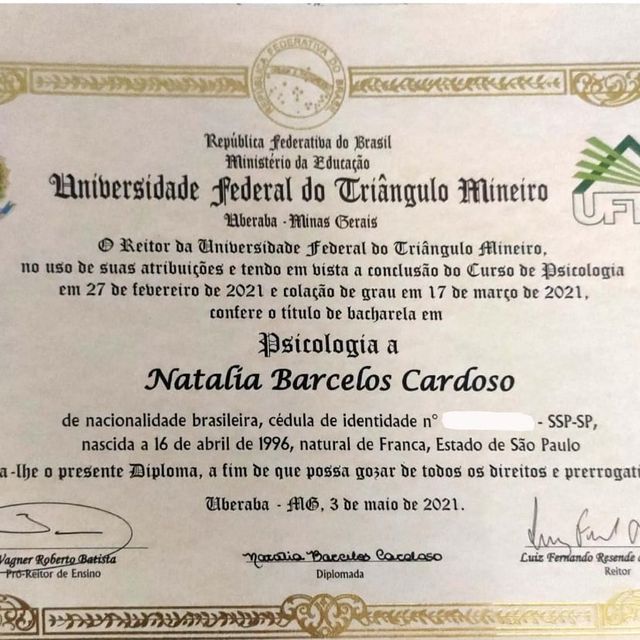 REPÚBLICA FEDERATIVA DO BRASIL
República Federativa do Brasil
Ministério da Educação
Universidade Federal do Triângulo Mineiro
Uberaba - Minas Gerais
O Reitor da Universidade Federal do Triângulo Mineiro,
no uso de suas atribuições e tendo em vista a conclusão do Curso de Psicologia
em 27 de fevereiro de 2021 e colação de grau em 17 de março de 2021,
confere o título de bacharela em
Psicologia a
Natalia Barcelos Cardoso
de nacionalidade brasileira, cédula de identidade nº - SSP-SP,
nascida a 16 de abril de 1996, natural de Franca, Estado de São Paulo
a-lhe o presente Diploma, a fim de que possa gozar de todos os direitos e prerrogati
Uberaba - MG, 3 de maio de 2021.
Natalia Barcelos Cardoso
Vagner Roberto Batista
Pró-Reitor de Ensino
Diplomada
Luiz Fernando Resende
Reitor